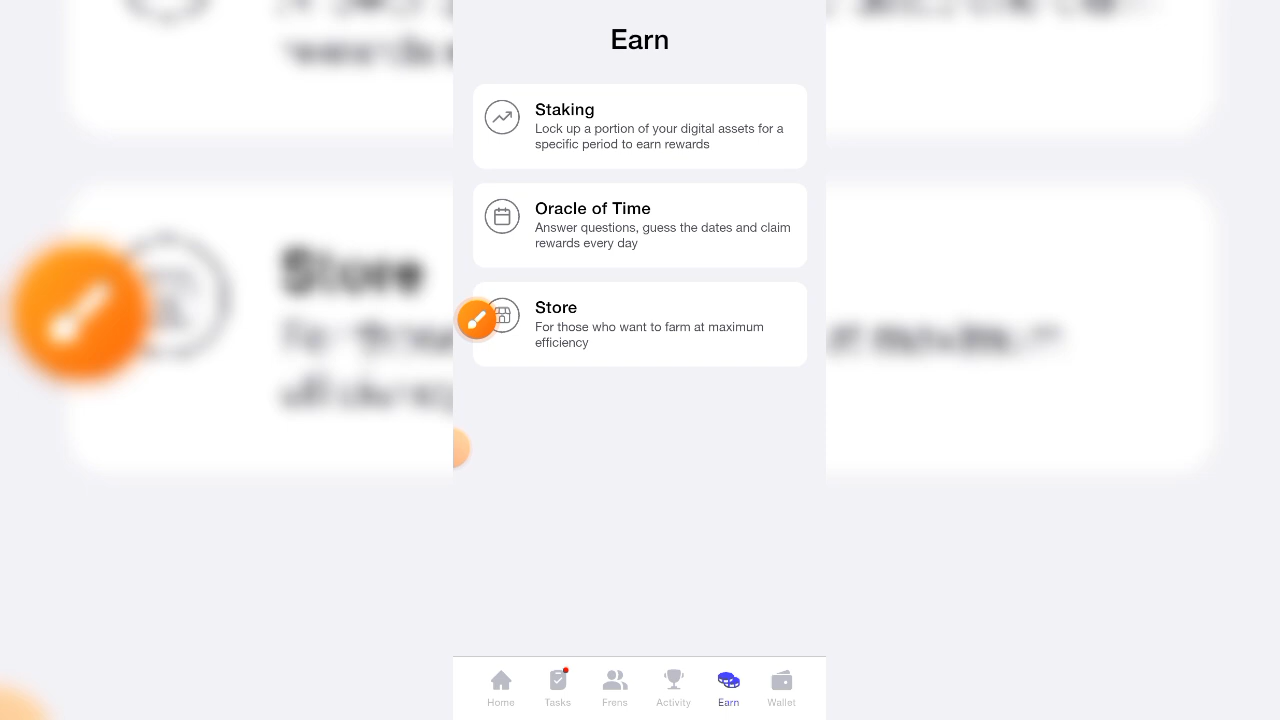 Earn
Staking
Lock up a portion of your digital assets for a
specific period to earn rewards
Oracle of Time
Answer questions, guess the dates and claim
rewards every day
Store
For those who want to farm at maximum
efficiency
Store
Home
Tasks
Frens
Activity
Earn
Wallet